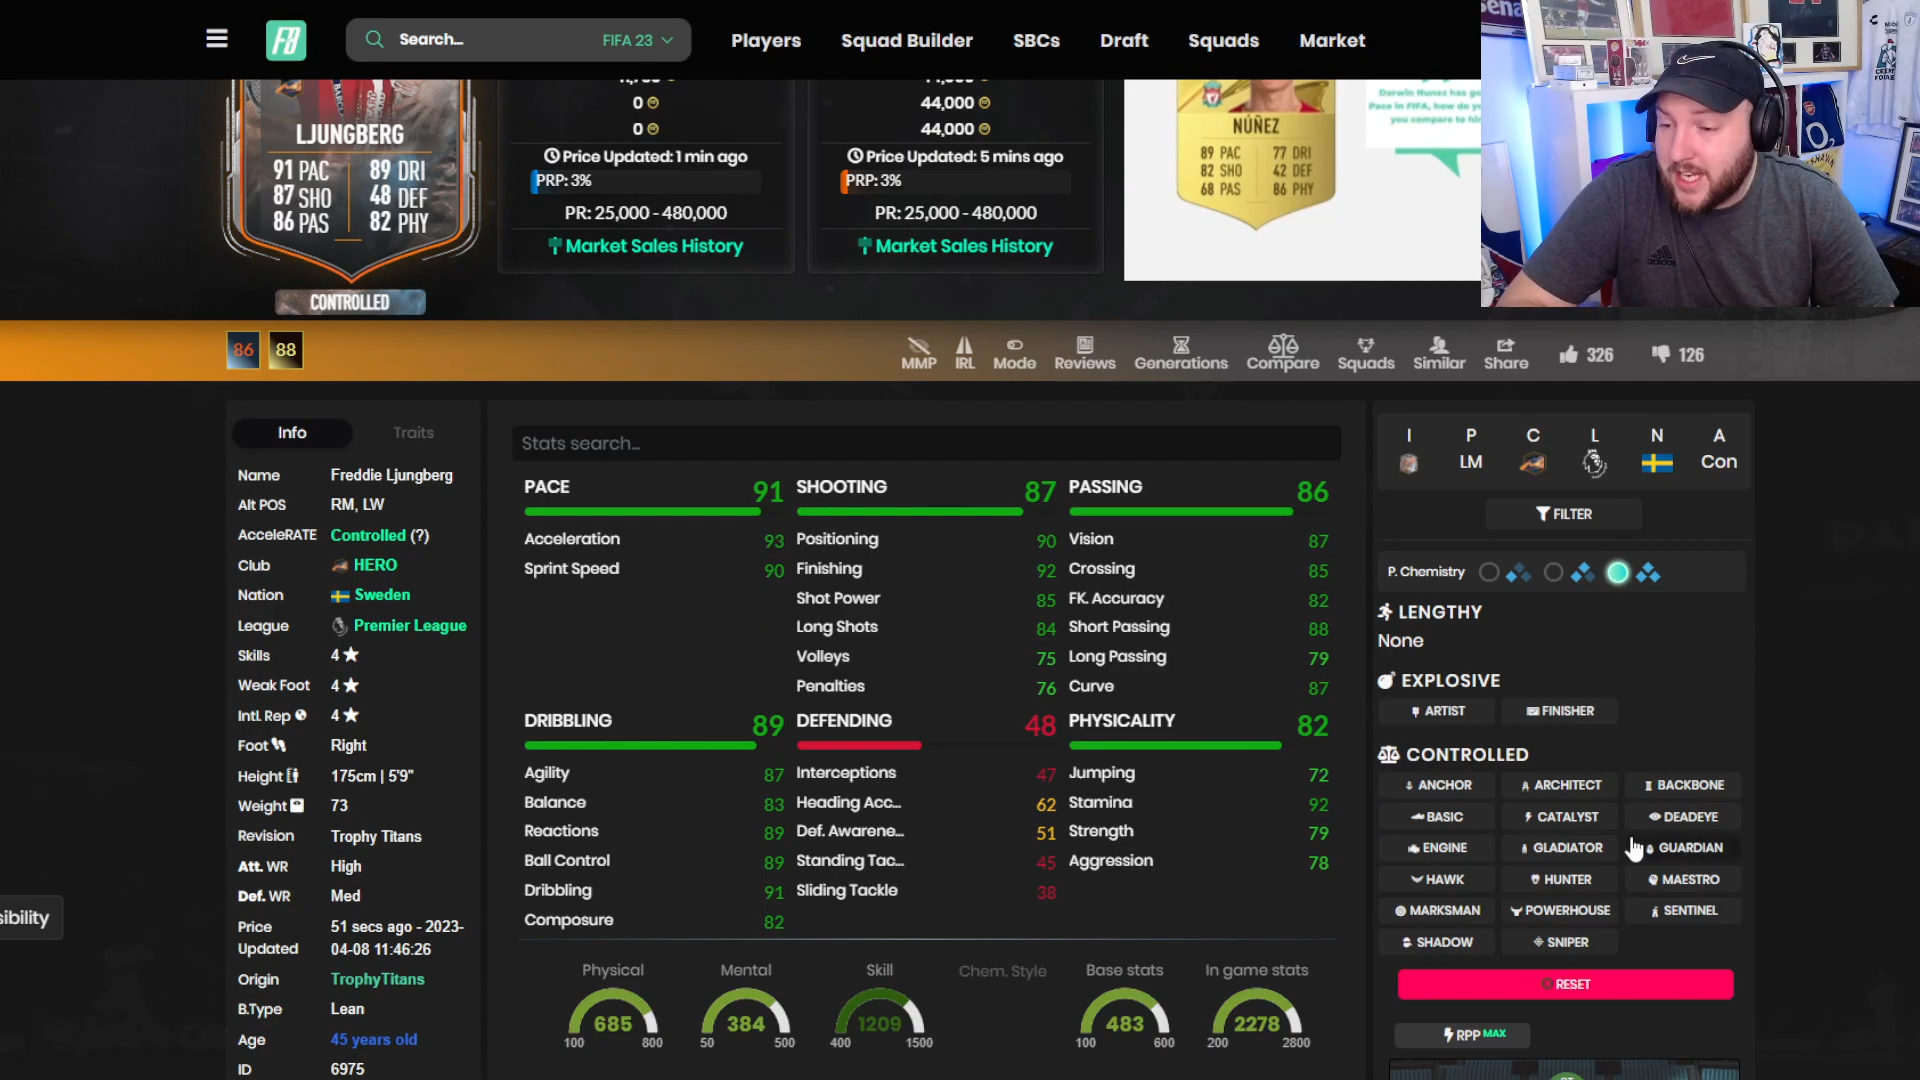 Search...
FIFA 23
Players
Squad Builder
SBCs
Draft
Squads
Market
LJUNGBERG
91 PAC
89 DRI
87 SHO
48 DEF
86 PAS
82 PHY
CONTROLLED
0
0
Price Updated: 1 min ago
PRP: 3%
PR: 25,000 - 480,000
Market Sales History
44,000
44,000
Price Updated: 5 mins ago
PRP: 3%
PR: 25,000 - 480,000
Market Sales History
NÚÑEZ
89 PAC
77 DRI
82 SHO
42 DEF
68 PAS
86 PHY
Darwin Nunez has go
Pace in FIFA, how do yo
you compare to hi
86
88
MMP
IRL
Mode
Reviews
Generations
Compare
Squads
Similar
Share
326
126
Info
Traits
Name Freddie Ljungberg
Alt POS RM, LW
AcceleRATE Controlled (?)
Club HERO
Nation Sweden
League Premier League
Skills 4
Weak Foot 4
Intl. Rep 4
Foot Right
Height 175cm | 5'9"
Weight 73
Revision Trophy Titans
Att. WR High
Def. WR Med
Price Updated 51 secs ago - 2023-04-08 11:46:26
Origin TrophyTitans
B.Type Lean
Age 45 years old
ID 6975
sibility
Stats search...
PACE 91
Acceleration 93
Sprint Speed 90
SHOOTING 87
Positioning 90
Finishing 92
Shot Power 85
Long Shots 84
Volleys 75
Penalties 76
PASSING 86
Vision 87
Crossing 85
FK. Accuracy 82
Short Passing 88
Long Passing 79
Curve 87
DRIBBLING 89
Agility 87
Balance 83
Reactions 89
Ball Control 89
Dribbling 91
Composure 82
DEFENDING 48
Interceptions 47
Heading Acc... 62
Def. Awarene... 51
Standing Tac... 45
Sliding Tackle 38
PHYSICALITY 82
Jumping 72
Stamina 92
Strength 79
Aggression 78
Physical
685
100 800
Mental
384
50 500
Skill
1209
400 1500
Chem. Style
Base stats
483
100 600
In game stats
2278
200 2800
I P C L N A
LM Con
FILTER
P. Chemistry
LENGTHY
None
EXPLOSIVE
ARTIST FINISHER
CONTROLLED
ANCHOR ARCHITECT BACKBONE
BASIC CATALYST DEADEYE
ENGINE GLADIATOR GUARDIAN
HAWK HUNTER MAESTRO
MARKSMAN POWERHOUSE SENTINEL
SHADOW SNIPER
RESET
RPP MAX